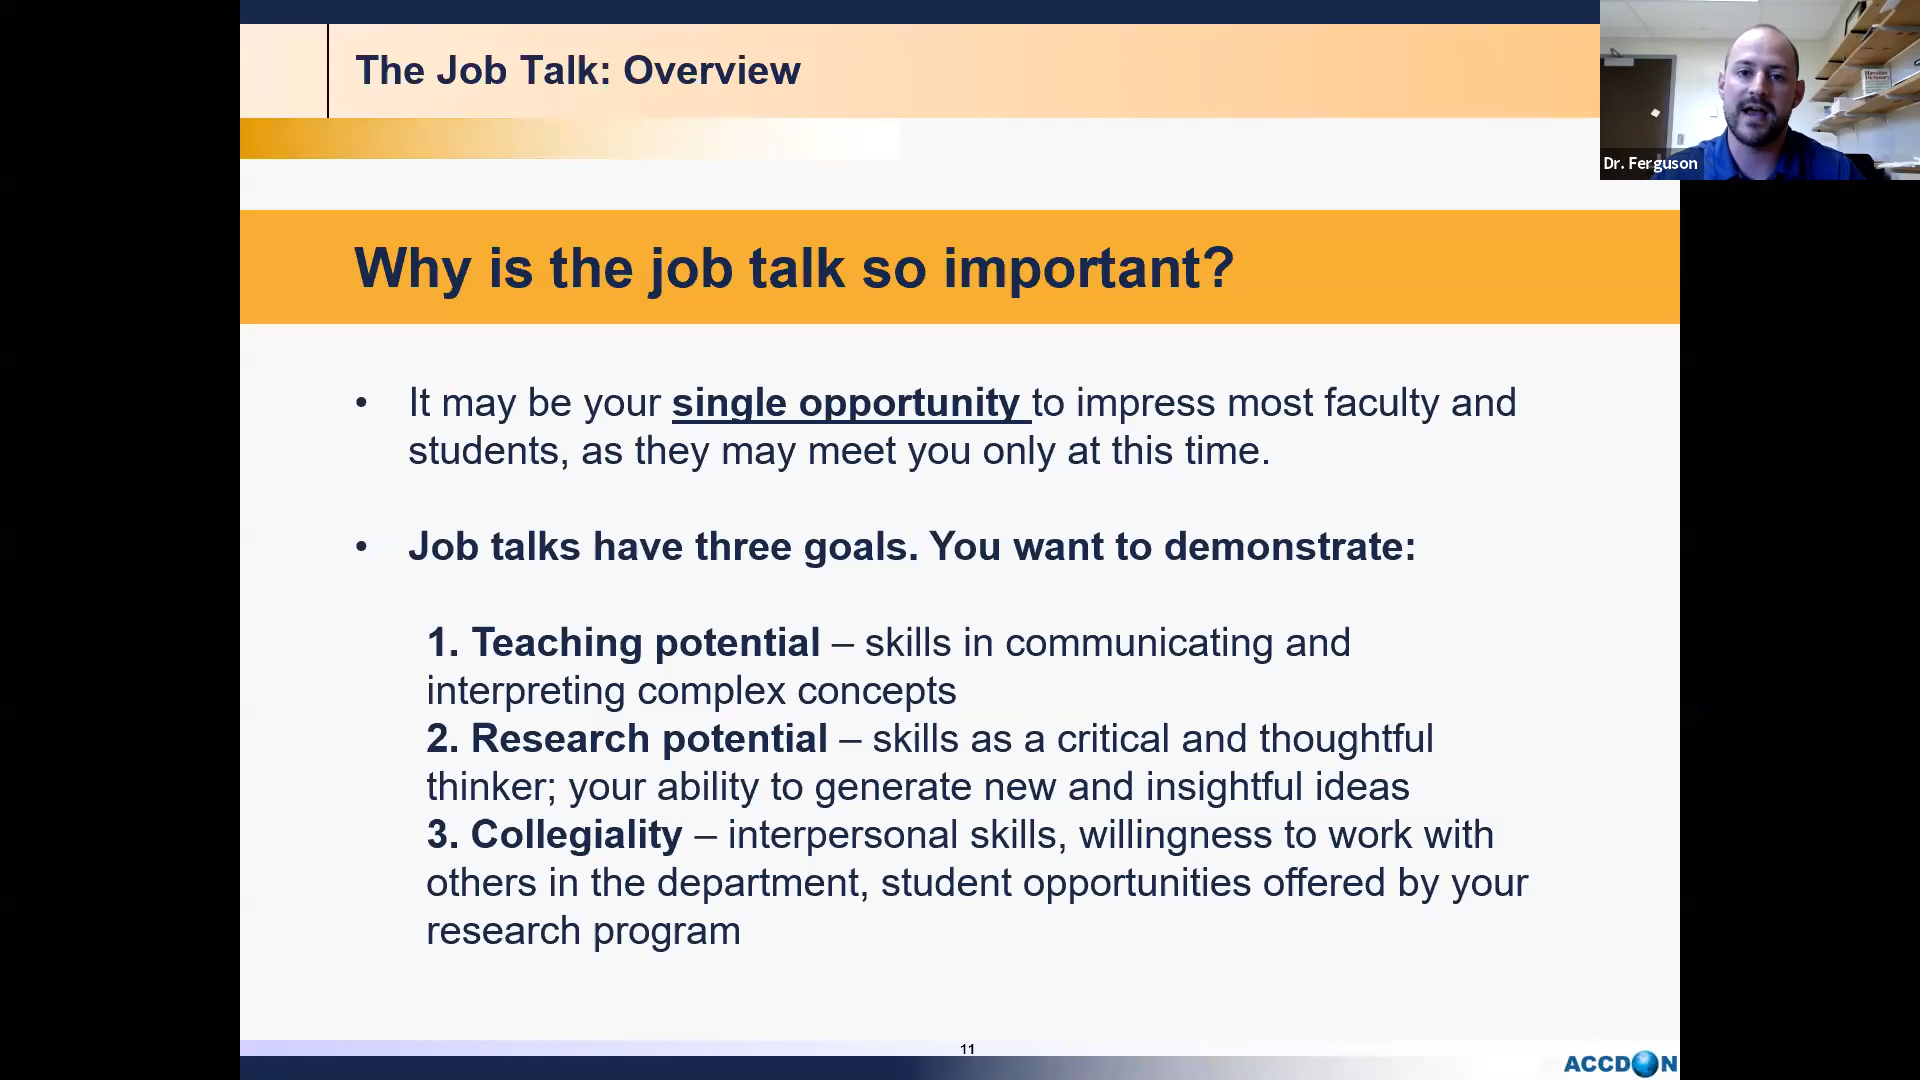 The Job Talk: Overview
Dr. Ferguson
Why is the job talk so important?
• It may be your single opportunity to impress most faculty and
students, as they may meet you only at this time.
• Job talks have three goals. You want to demonstrate:
1. Teaching potential – skills in communicating and
interpreting complex concepts
2. Research potential – skills as a critical and thoughtful
thinker; your ability to generate new and insightful ideas
3. Collegiality – interpersonal skills, willingness to work with
others in the department, student opportunities offered by your
research program
11
ACCDON